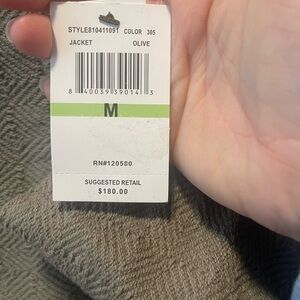 STYLE810411091 COLOR 305
JACKET OLIVE
8 40039 39014 3
M
RN#120580
SUGGESTED RETAIL
$180.00